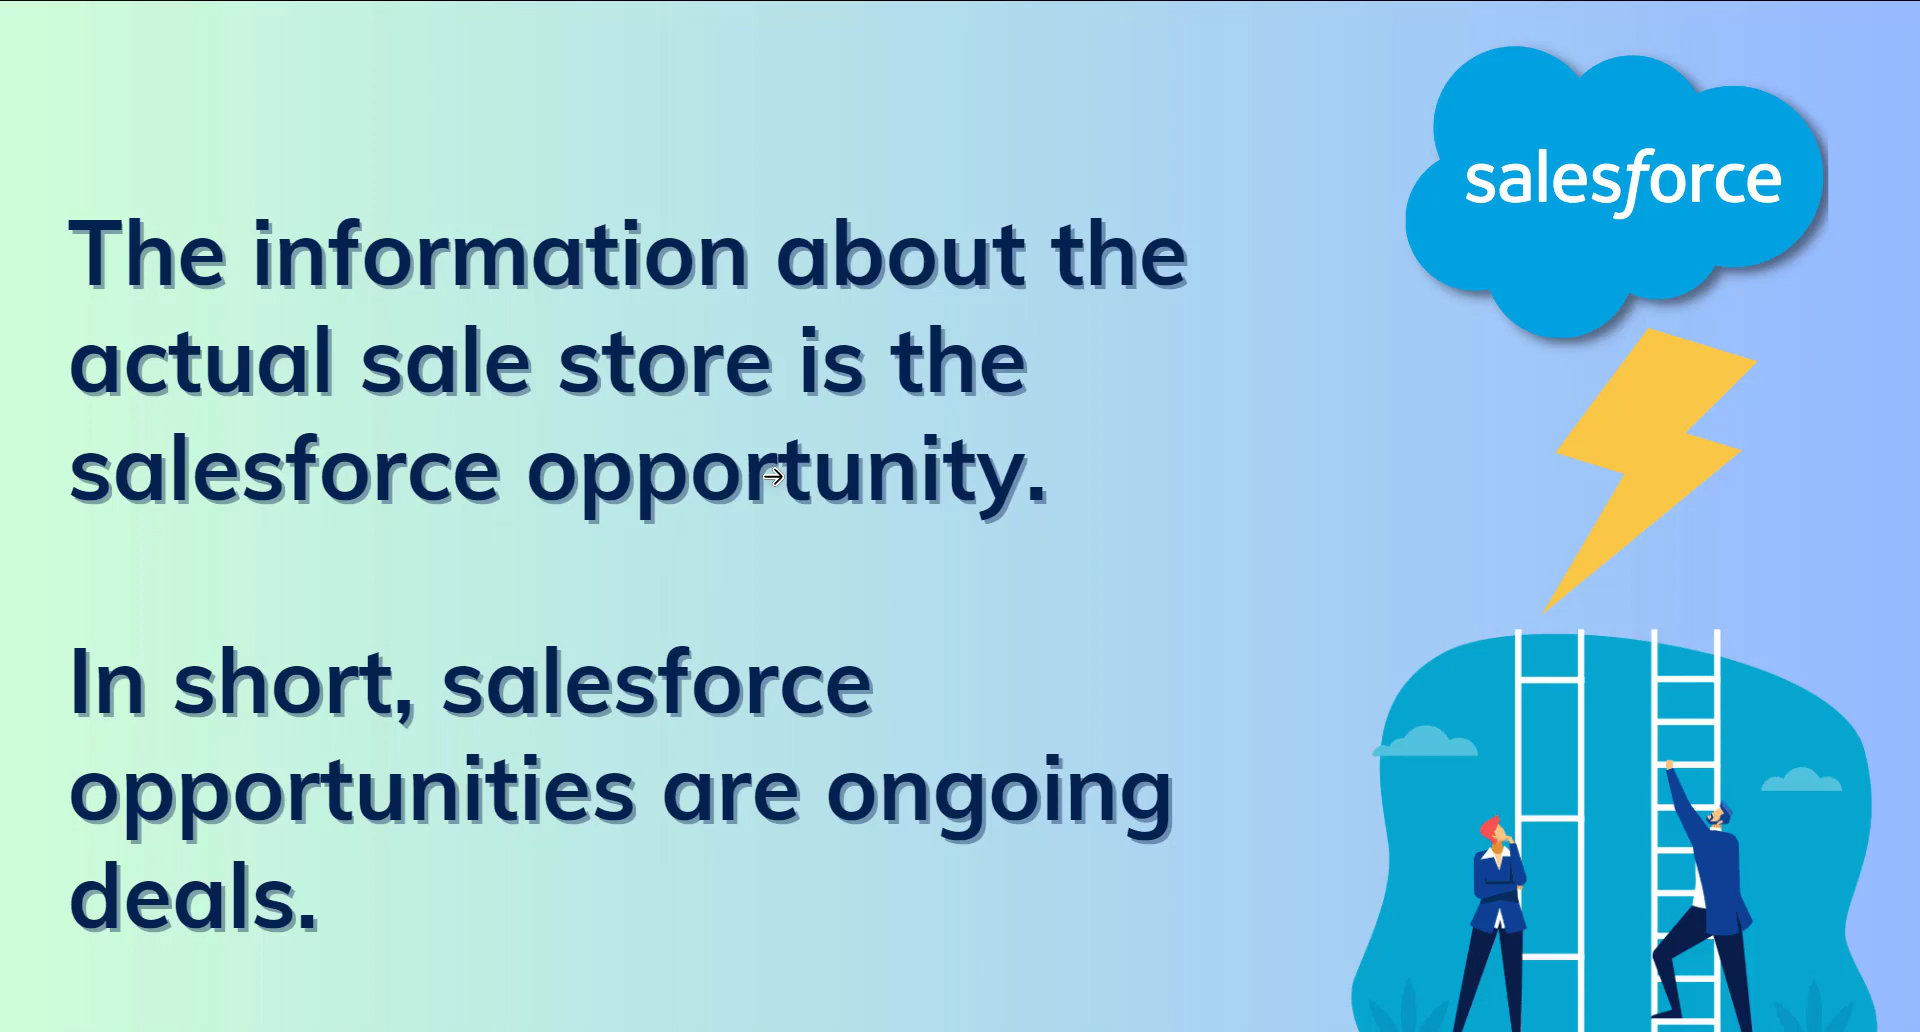 salesforce
The information about the
actual sale store is the
salesforce opportunity.
In short, salesforce
opportunities are ongoing
deals.